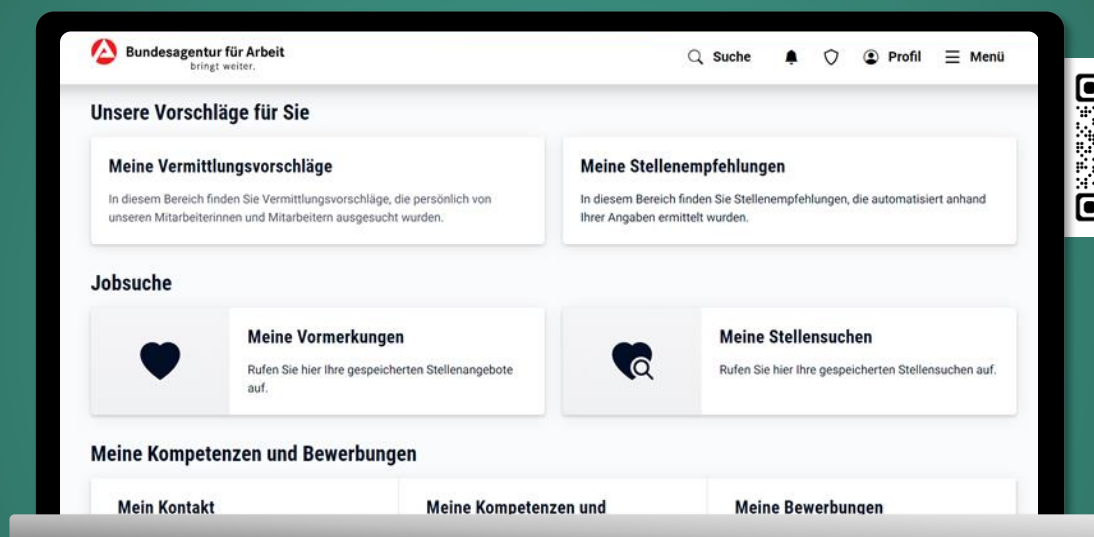 Bundesagentur für Arbeit
bringt weiter.
Suche
Profil
Menü
Unsere Vorschläge für Sie
Meine Vermittlungsvorschläge
In diesem Bereich finden Sie Vermittlungsvorschläge, die persönlich von
unseren Mitarbeiterinnen und Mitarbeitern ausgesucht wurden.
Meine Stellenempfehlungen
In diesem Bereich finden Sie Stellenempfehlungen, die automatisiert anhand
Ihrer Angaben ermittelt wurden.
Jobsuche
Meine Vormerkungen
Rufen Sie hier Ihre gespeicherten Stellenangebote
auf.
Meine Stellensuchen
Rufen Sie hier Ihre gespeicherten Stellensuchen auf.
Meine Kompetenzen und Bewerbungen
Mein Kontakt
Meine Kompetenzen und
Meine Bewerbungen